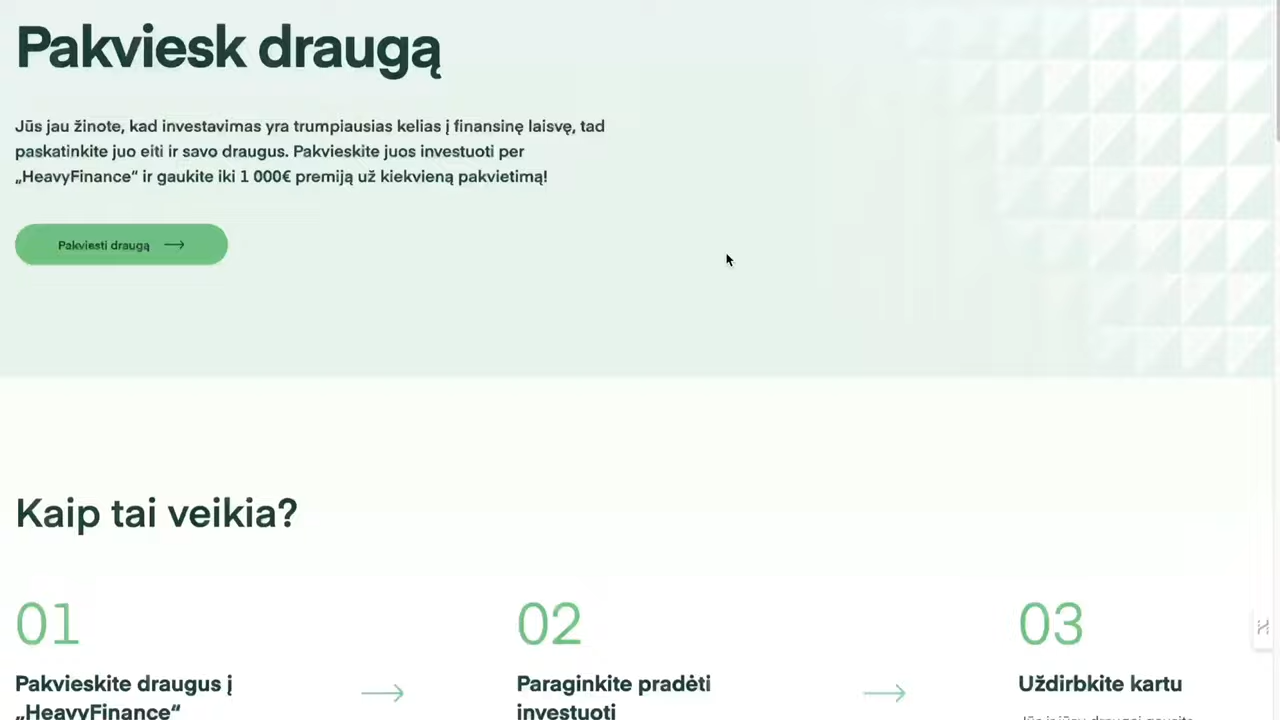 Pakviesk draugą
Jūs jau žinote, kad investavimas yra trumpiausias kelias į finansinę laisvę, tad
paskatinkite juo eiti ir savo draugus. Pakvieskite juos investuoti per
„HeavyFinance“ ir gaukite iki 1 000€ premiją už kiekvieną pakvietimą!
Pakviesti draugą
Kaip tai veikia?
01
Pakvieskite draugus į
„HeavyFinance“
02
Paraginkite pradėti
investuoti
03
Uždirbkite kartu